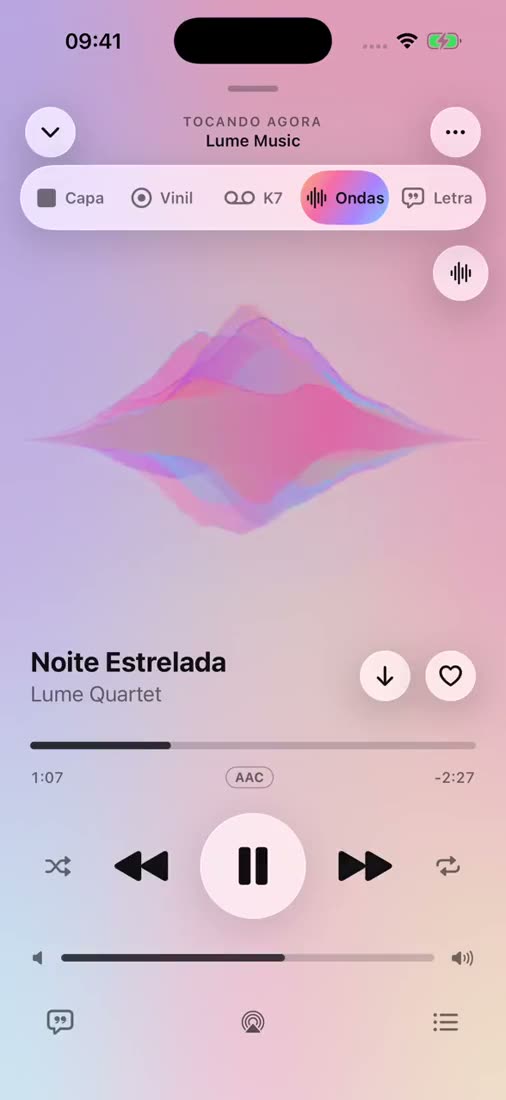 09:41
TOCANDO AGORA
Lume Music
Capa Vinil K7 Ondas Letra
Noite Estrelada
Lume Quartet
1:07 AAC -2:27